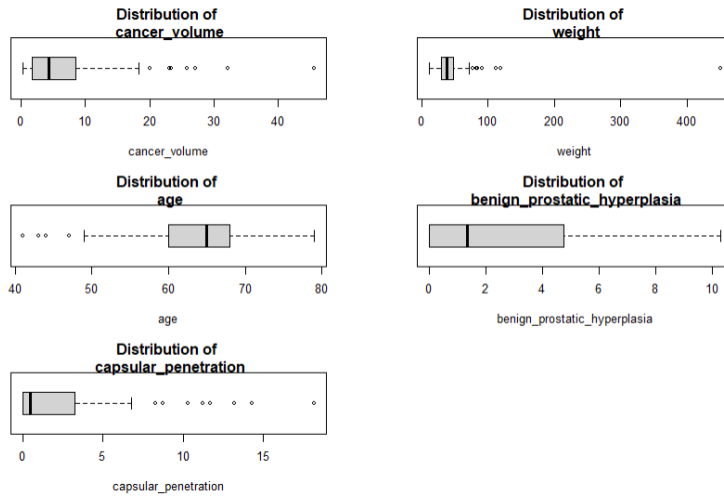 Distribution of
cancer_volume
0 10 20 30 40
cancer_volume
Distribution of
weight
0 100 200 300 400
weight
Distribution of
age
40 50 60 70 80
age
Distribution of
benign_prostatic_hyperplasia
0 2 4 6 8 10
benign_prostatic_hyperplasia
Distribution of
capsular_penetration
0 5 10 15
capsular_penetration